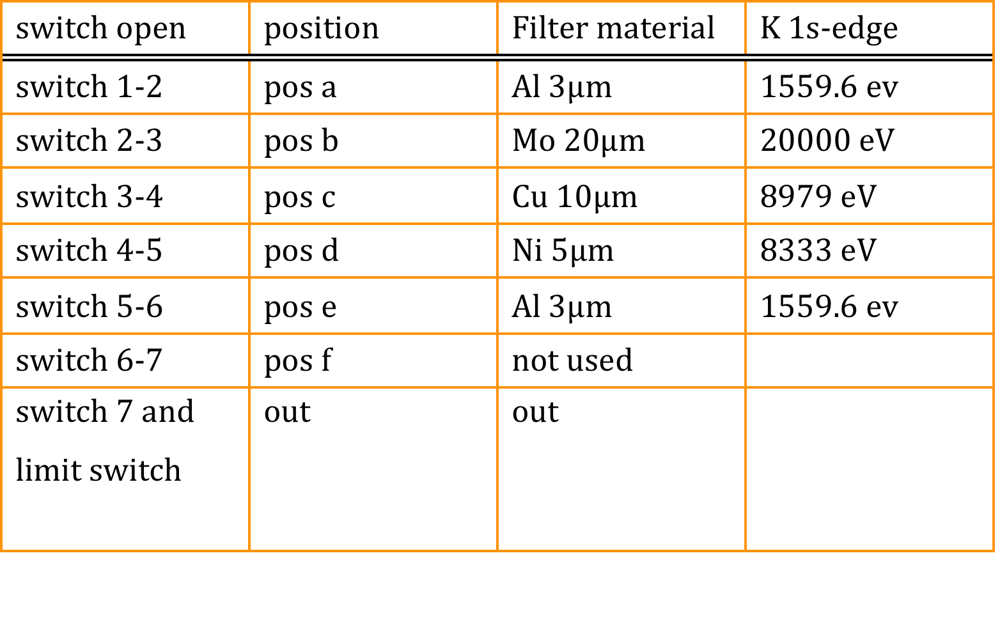 switch open position Filter material K 1s-edge
switch 1-2 pos a Al 3μm 1559.6 ev
switch 2-3 pos b Mo 20μm 20000 eV
switch 3-4 pos c Cu 10μm 8979 eV
switch 4-5 pos d Ni 5μm 8333 eV
switch 5-6 pos e Al 3μm 1559.6 ev
switch 6-7 pos f not used
switch 7 and out out
limit switch